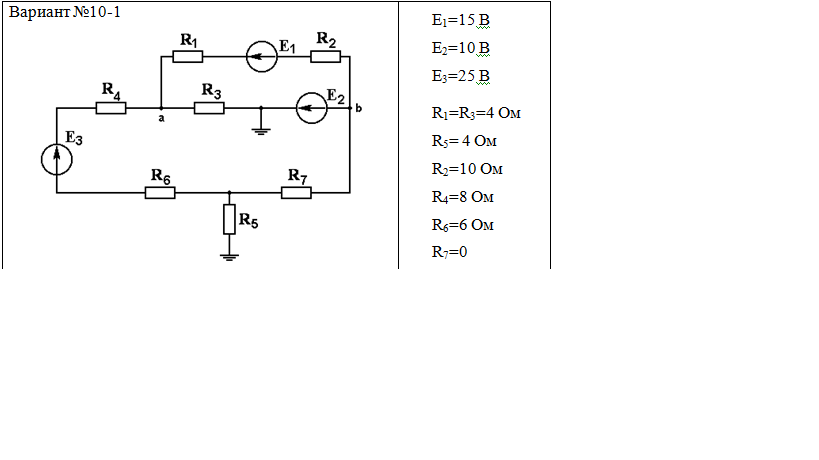 Вариант №10-1
R1
E1
R2
R4
R3
E2
a
b
E3
R6
R7
R5
E1=15 В
E2=10 В
E3=25 В
R1=R3=4 Ом
R5= 4 Ом
R2=10 Ом
R4=8 Ом
R6=6 Ом
R7=0